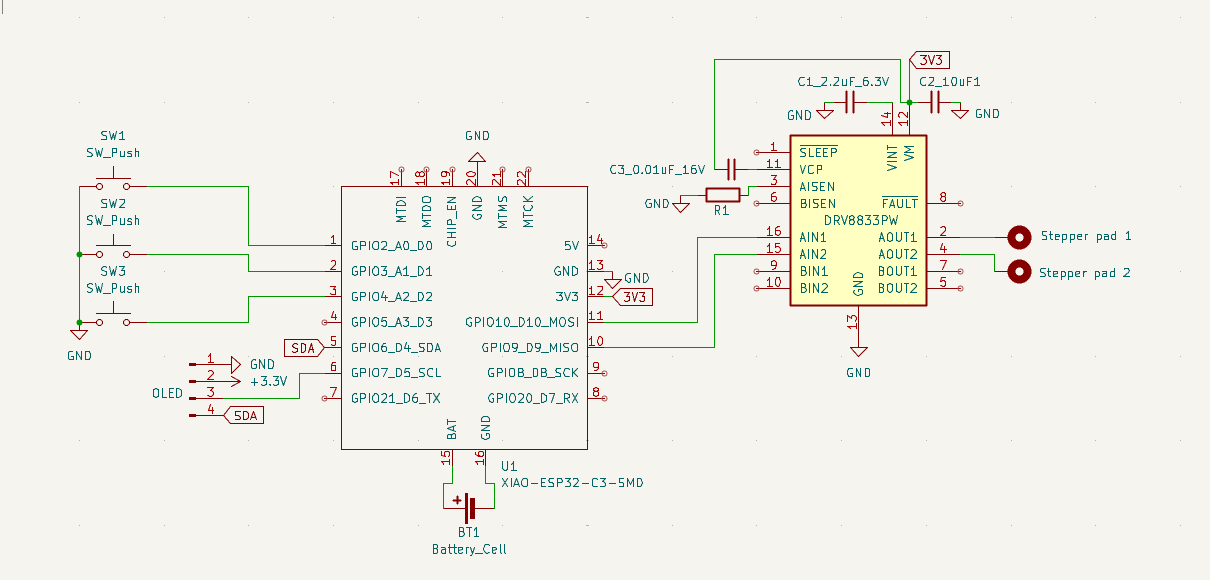 3V3
C1_2.2uF_6.3V
C2_10uF1
GND
GND
14
12
SW1
SW_Push
SW2
SW_Push
SW3
SW_Push
GND
GND
17
18
19
20
21
22
MTDI
MTDO
CHIP_EN
GND
MTMS
MTCK
1 GPIO2_A0_D0
2 GPIO3_A1_D1
3 GPIO4_A2_D2
4 GPIO5_A3_D3
SDA 5 GPIO6_D4_SDA
6 GPIO7_D5_SCL
7 GPIO21_D6_TX
5V 14
GND 13 GND
3V3 12 3V3
GPIO10_D10_MOSI 11
GPIO9_D9_MISO 10
GPIO8_D8_SCK 9
GPIO20_D7_RX 8
BAT
GND
15
16
U1
XIAO-ESP32-C3-SMD
BT1
Battery_Cell
OLED
1 GND
2 +3.3V
3
4 SDA
C3_0.01uF_16V
GND
R1
1 SLEEP
11 VCP
3 AISEN
6 BISEN
VINT
VM
FAULT 8
DRV8833PW
16 AIN1
15 AIN2
9 BIN1
10 BIN2
AOUT1 2
AOUT2 4
BOUT1 7
BOUT2 5
GND
13
GND
Stepper pad 1
Stepper pad 2